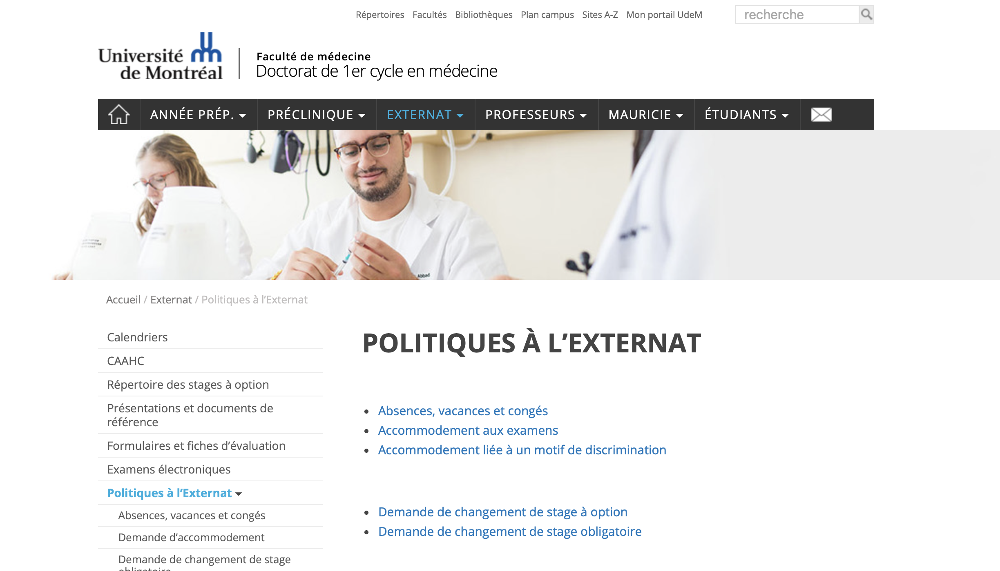 Répertoires Facultés Bibliothèques Plan campus Sites A-Z Mon portail UdeM
recherche
Université
de Montréal
Faculté de médecine
Doctorat de 1er cycle en médecine
ANNÉE PRÉP. PRÉCLINIQUE EXTERNAT PROFESSEURS MAURICIE ÉTUDIANTS
Abbad
Accueil / Externat / Politiques à l’Externat
Calendriers
CAAHC
Répertoire des stages à option
Présentations et documents de
référence
Formulaires et fiches d’évaluation
Examens électroniques
Politiques à l’Externat
Absences, vacances et congés
Demande d’accommodement
Demande de changement de stage
obligatoire
POLITIQUES À L’EXTERNAT
• Absences, vacances et congés
• Accommodement aux examens
• Accommodement liée à un motif de discrimination
• Demande de changement de stage à option
• Demande de changement de stage obligatoire